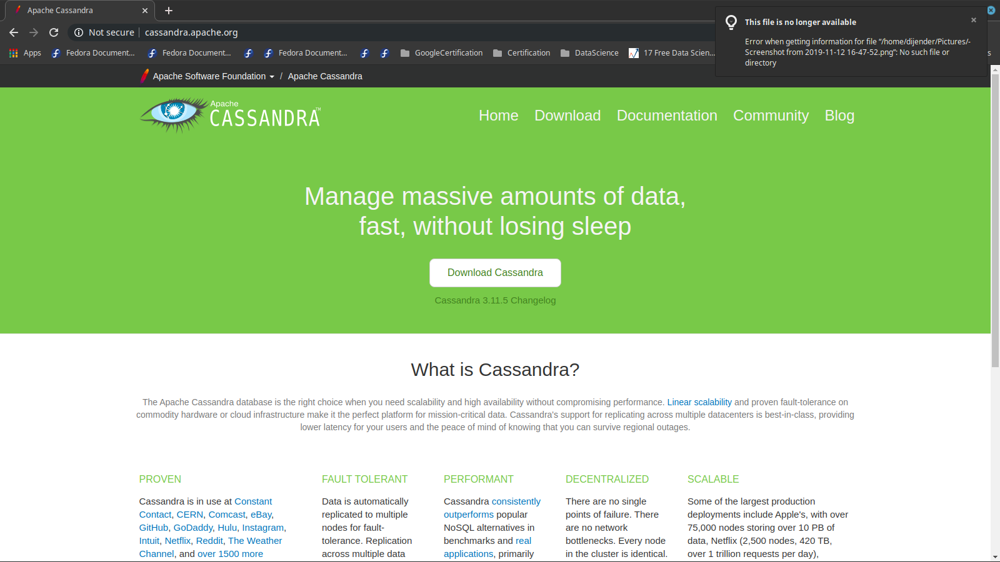 Apache Cassandra
Not secure | cassandra.apache.org
Apps Fedora Document... Fedora Document... Fedora Document... GoogleCertification Certification DataScience 17 Free Data Scien...
This file is no longer available
Error when getting information for file “/home/dijender/Pictures/-
Screenshot from 2019-11-12 16-47-52.png”: No such file or
directory
Apache Software Foundation / Apache Cassandra
Apache
CASSANDRA™
Home Download Documentation Community Blog
Manage massive amounts of data,
fast, without losing sleep
Download Cassandra
Cassandra 3.11.5 Changelog
What is Cassandra?
The Apache Cassandra database is the right choice when you need scalability and high availability without compromising performance. Linear scalability and proven fault-tolerance on
commodity hardware or cloud infrastructure make it the perfect platform for mission-critical data. Cassandra's support for replicating across multiple datacenters is best-in-class, providing
lower latency for your users and the peace of mind of knowing that you can survive regional outages.
PROVEN
Cassandra is in use at Constant
Contact, CERN, Comcast, eBay,
GitHub, GoDaddy, Hulu, Instagram,
Intuit, Netflix, Reddit, The Weather
Channel, and over 1500 more
FAULT TOLERANT
Data is automatically
replicated to multiple
nodes for fault-
tolerance. Replication
across multiple data
PERFORMANT
Cassandra consistently
outperforms popular
NoSQL alternatives in
benchmarks and real
applications, primarily
DECENTRALIZED
There are no single
points of failure. There
are no network
bottlenecks. Every node
in the cluster is identical.
SCALABLE
Some of the largest production
deployments include Apple's, with over
75,000 nodes storing over 10 PB of
data, Netflix (2,500 nodes, 420 TB,
over 1 trillion requests per day),